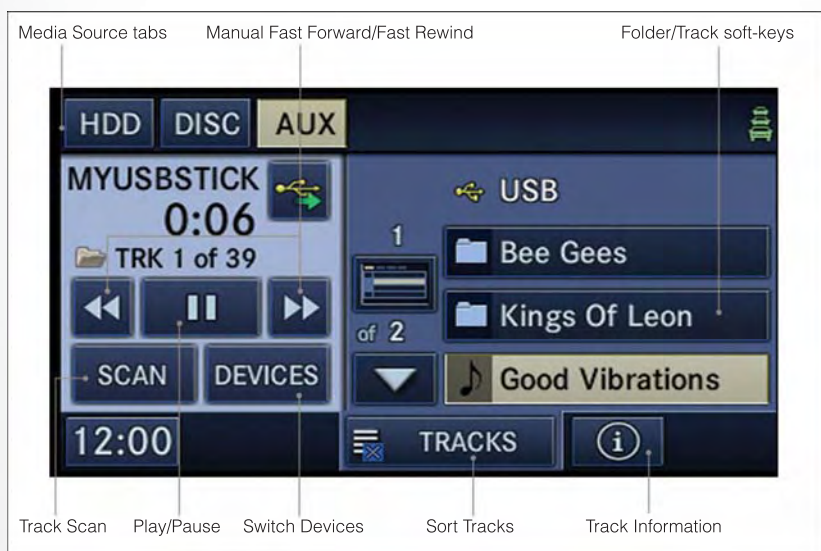 Media Source tabs
Manual Fast Forward/Fast Rewind
Folder/Track soft-keys
HDD
DISC
AUX
MYUSBSTICK
0:06
TRK 1 of 39
SCAN
DEVICES
12:00
USB
1
of 2
Bee Gees
Kings Of Leon
Good Vibrations
TRACKS
i
Track Scan
Play/Pause
Switch Devices
Sort Tracks
Track Information